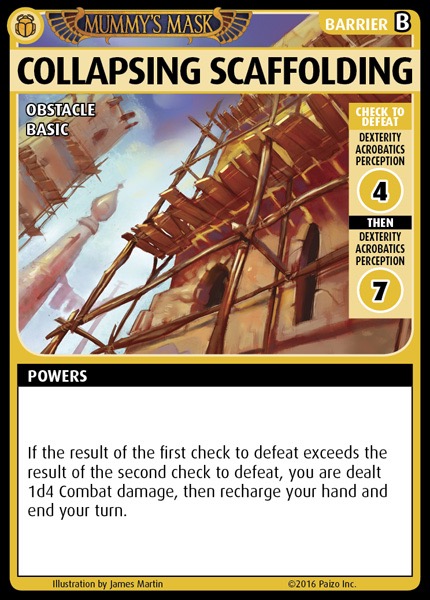 MUMMY'S MASK
BARRIER B
COLLAPSING SCAFFOLDING
OBSTACLE
BASIC
CHECK TO
DEFEAT
DEXTERITY
ACROBATICS
PERCEPTION
4
THEN
DEXTERITY
ACROBATICS
PERCEPTION
7
POWERS
If the result of the first check to defeat exceeds the
result of the second check to defeat, you are dealt
1d4 Combat damage, then recharge your hand and
end your turn.
Illustration by James Martin ©2016 Paizo Inc.